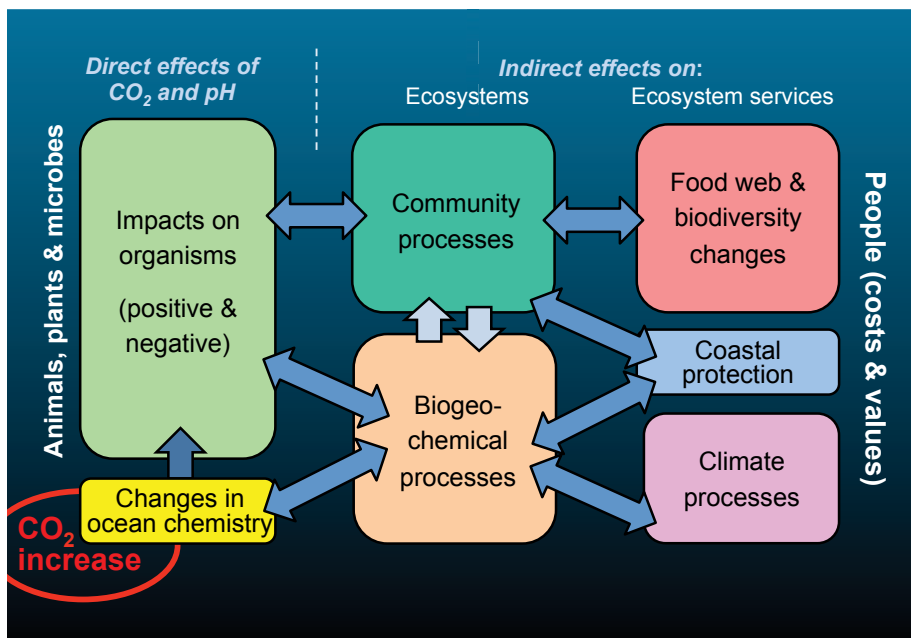 Direct effects of
CO₂ and pH
Indirect effects on:
Ecosystems
Ecosystem services
Animals, plants & microbes
Impacts on
organisms
(positive &
negative)
Community
processes
Food web &
biodiversity
changes
People (costs & values)
Coastal
protection
Biogeo-
chemical
processes
Climate
processes
Changes in
ocean chemistry
CO₂
increase